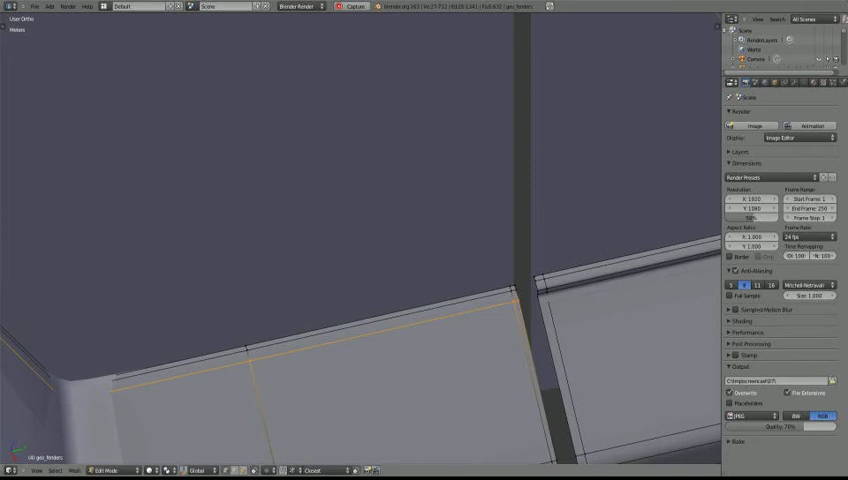 File Add Render Help Default Scene Blender Render Capture
User Ortho
Meters
View Search All Scenes
Scene
RenderLayers
World
Camera
Scene
Render
Image Animation
Display: Image Editor
Layers
Dimensions
Render Presets
Resolution: Frame Range:
X: 1920 Start Frame: 1
Y: 1080 End Frame: 250
50% Frame Step: 1
Aspect Ratio: Frame Rate:
X: 1.000 24 fps
Y: 1.000 Time Remapping:
Border Crop
Anti-Aliasing
5 8 11 16 Mitchell-Netravali
Full Sample Size: 1.000
Sampled Motion Blur
Shading
Performance
Post Processing
Stamp
Output
Overwrite File Extensions
Placeholders
JPEG BW RGB
Quality: 70%
Bake
View Select Mesh Edit Mode Global Closest